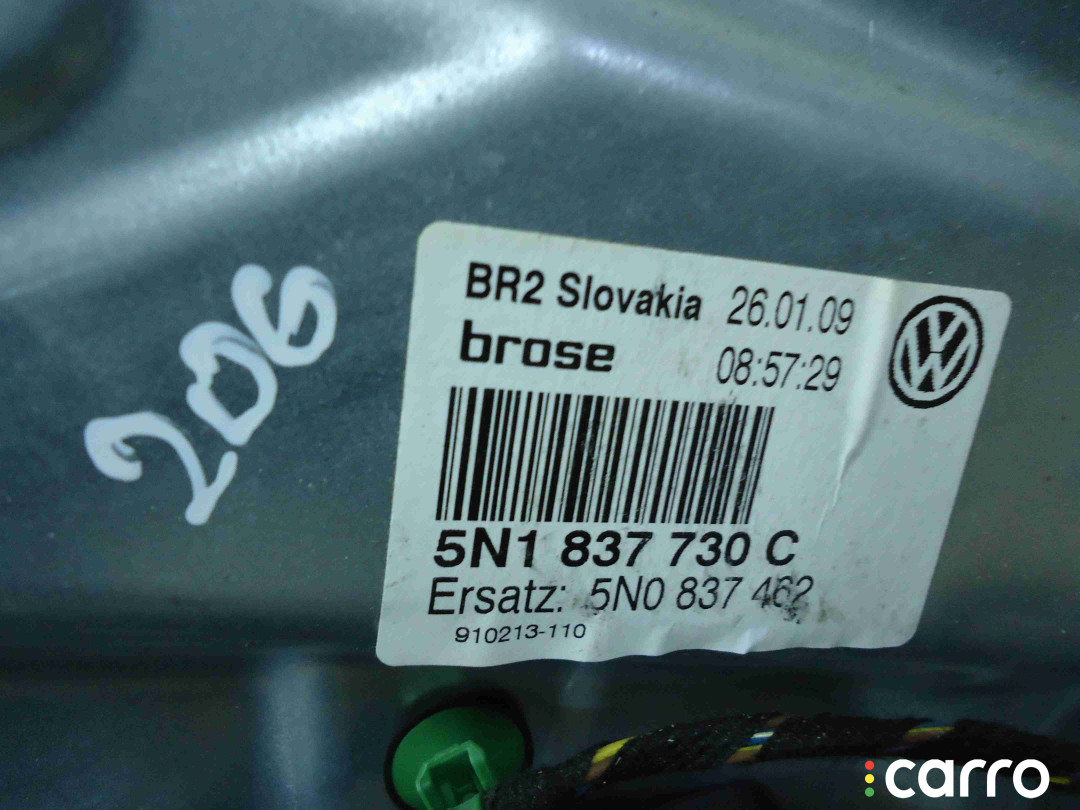 206
BR2 Slovakia 26.01.09
brose 08:57:29
5N1 837 730 C
Ersatz: 5N0 837 462
910213-110
carro